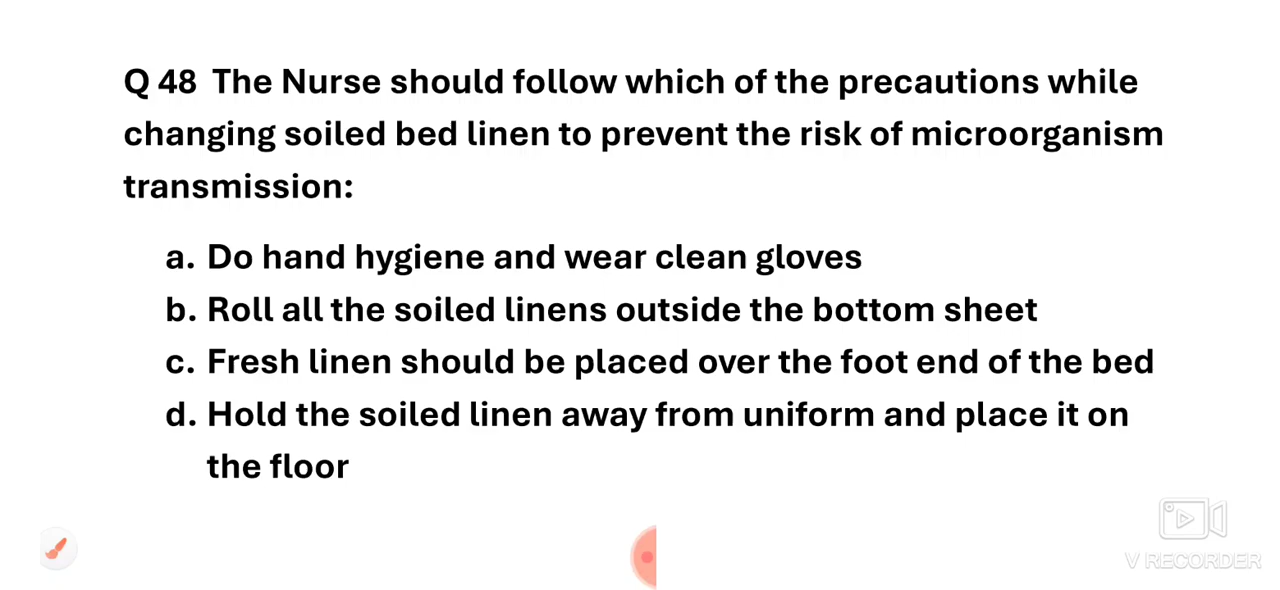 Q 48 The Nurse should follow which of the precautions while
changing soiled bed linen to prevent the risk of microorganism
transmission:
a. Do hand hygiene and wear clean gloves
b. Roll all the soiled linens outside the bottom sheet
c. Fresh linen should be placed over the foot end of the bed
d. Hold the soiled linen away from uniform and place it on
the floor
V RECORDER